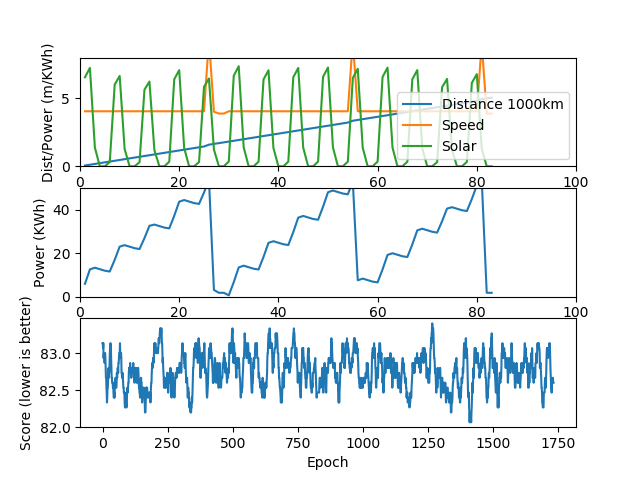 Dist/Power (m/KWh)
5
0
Distance 1000km
Speed
Solar
0 20 40 60 80 100
Power (KWh)
40
20
0
0 20 40 60 80 100
Score (lower is better)
83.0
82.5
82.0
0 250 500 750 1000 1250 1500 1750
Epoch